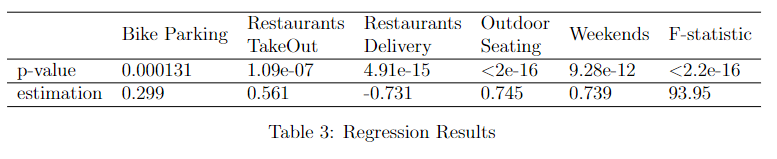 Bike Parking Restaurants TakeOut Restaurants Delivery Outdoor Seating Weekends F-statistic
p-value 0.000131 1.09e-07 4.91e-15 <2e-16 9.28e-12 <2.2e-16
estimation 0.299 0.561 -0.731 0.745 0.739 93.95
Table 3: Regression Results